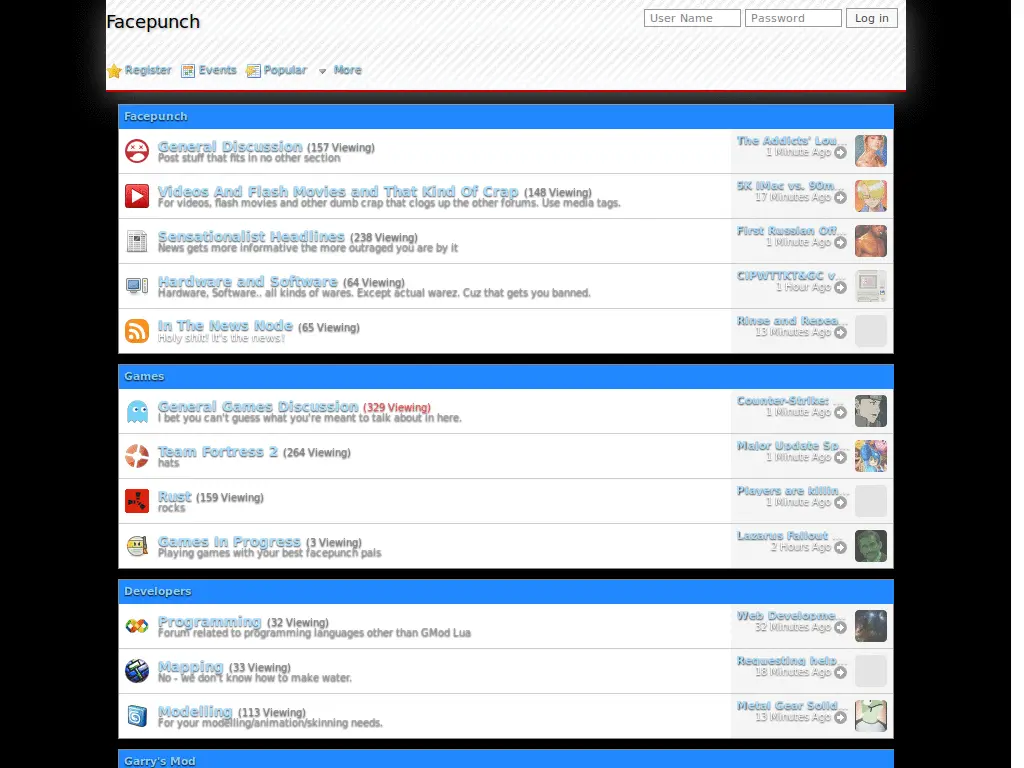 Facepunch
User Name Password Log in
Register Events Popular More
Facepunch
General Discussion (157 Viewing)
Post stuff that fits in no other section
The Addicts' Lou...
1 Minute Ago
Videos And Flash Movies and That Kind Of Crap (148 Viewing)
For videos, flash movies and other dumb crap that clogs up the other forums. Use media tags.
5K iMac vs. 90m...
17 Minutes Ago
Sensationalist Headlines (238 Viewing)
News gets more informative the more outraged you are by it
First Russian Off...
1 Minute Ago
Hardware and Software (64 Viewing)
Hardware, Software.. all kinds of wares. Except actual warez. Cuz that gets you banned.
CIPWTTKT&GC v...
1 Hour Ago
In The News Node (65 Viewing)
Holy shit! It's the news!
Rinse and Repea...
13 Minutes Ago
Games
General Games Discussion (329 Viewing)
I bet you can't guess what you're meant to talk about in here.
Counter-Strike: ...
1 Minute Ago
Team Fortress 2 (264 Viewing)
hats
Major Update Sp...
1 Minute Ago
Rust (159 Viewing)
rocks
Players are killin...
1 Minute Ago
Games In Progress (3 Viewing)
Playing games with your best facepunch pals
Lazarus Fallout ...
2 Hours Ago
Developers
Programming (32 Viewing)
Forum related to programming languages other than GMod Lua
Web Developme...
32 Minutes Ago
Mapping (33 Viewing)
No - we don't know how to make water.
Requesting help...
18 Minutes Ago
Modelling (113 Viewing)
For your modelling/animation/skinning needs.
Metal Gear Solid...
13 Minutes Ago
Garry's Mod